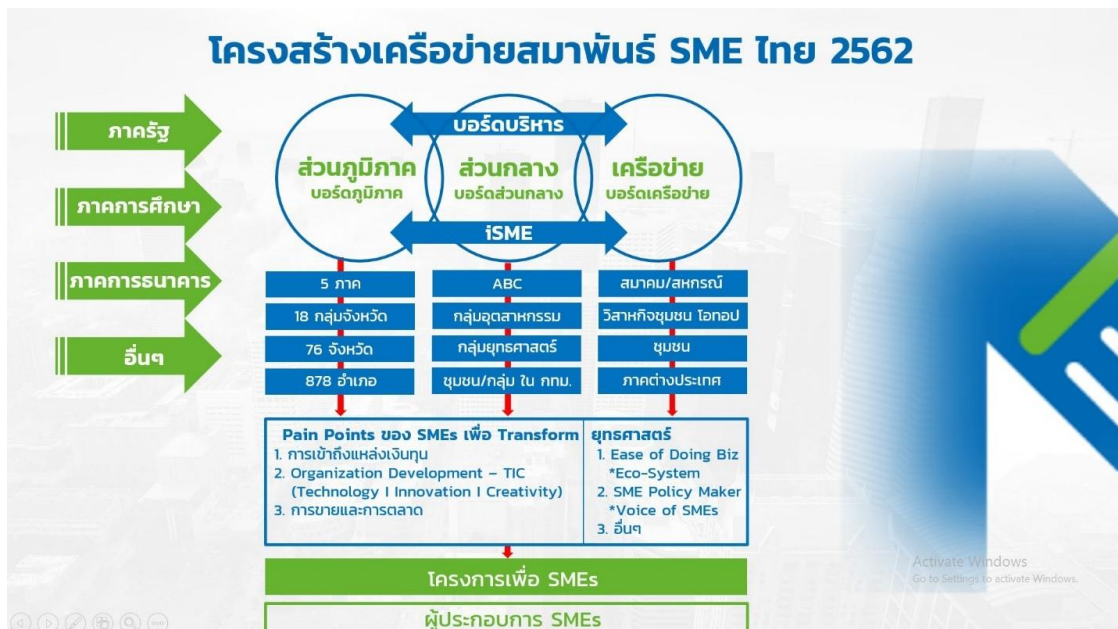 โครงสร้างเครือข่ายสมาพันธ์ SME ไทย 2562
ภาครัฐ
ภาคการศึกษา
ภาคการธนาคาร
อื่นๆ
บอร์ดบริหาร
ส่วนภูมิภาค
บอร์ดภูมิภาค
ส่วนกลาง
บอร์ดส่วนกลาง
เครือข่าย
บอร์ดเครือข่าย
iSME
5 ภาค
18 กลุ่มจังหวัด
76 จังหวัด
878 อำเภอ
ABC
กลุ่มอุตสาหกรรม
กลุ่มยุทธศาสตร์
ชุมชน/กลุ่ม ใน กทม.
สมาคม/สหกรณ์
วิสาหกิจชุมชน โอทอป
ชุมชน
ภาคต่างประเทศ
Pain Points ของ SMEs เพื่อ Transform
1. การเข้าถึงแหล่งเงินทุน
2. Organization Development – TIC
(Technology I Innovation I Creativity)
3. การขายและการตลาด
ยุทธศาสตร์
1. Ease of Doing Biz
*Eco-System
2. SME Policy Maker
*Voice of SMEs
3. อื่นๆ
โครงการเพื่อ SMEs
ผู้ประกอบการ SMEs
Activate Windows
Go to Settings to activate Windows.